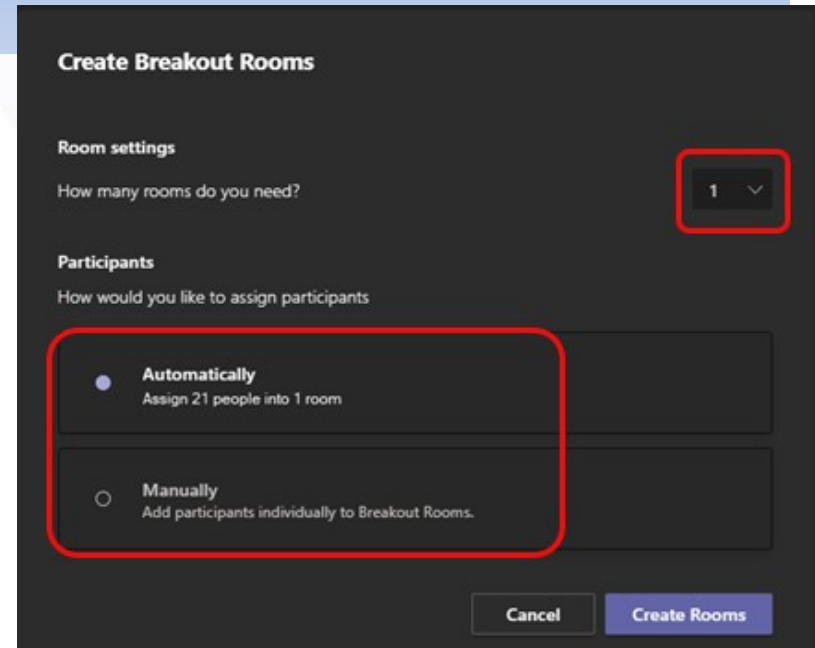 Create Breakout Rooms
Room settings
How many rooms do you need?
1
Participants
How would you like to assign participants
Automatically
Assign 21 people into 1 room
Manually
Add participants individually to Breakout Rooms.
Cancel
Create Rooms